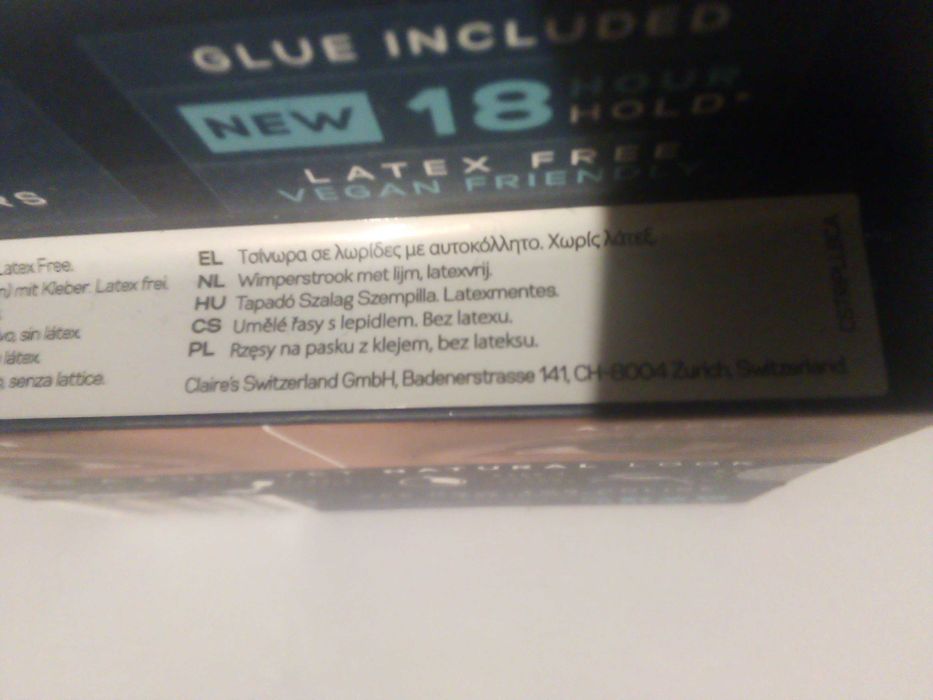 GLUE INCLUDED
NEW 18 HOUR
HOLD*
LATEX FREE
VEGAN FRIENDLY
RS
Latex Free.
mit Kleber. Latex frei.
sin látex.
látex.
senza lattice.
EL Τσίνωρα σε λωρίδες με αυτοκόλλητο. Χωρίς λάτεξ.
NL Wimperstrook met lijm, latexvrij.
HU Tapadó Szalag Szempilla. Latexmentes.
CS Umělé řasy s lepidlem. Bez latexu.
PL Rzęsy na pasku z klejem, bez lateksu.
Claire's Switzerland GmbH, Badenerstrasse 141, CH-8004 Zurich, Switzerland.
NATURAL LOOK